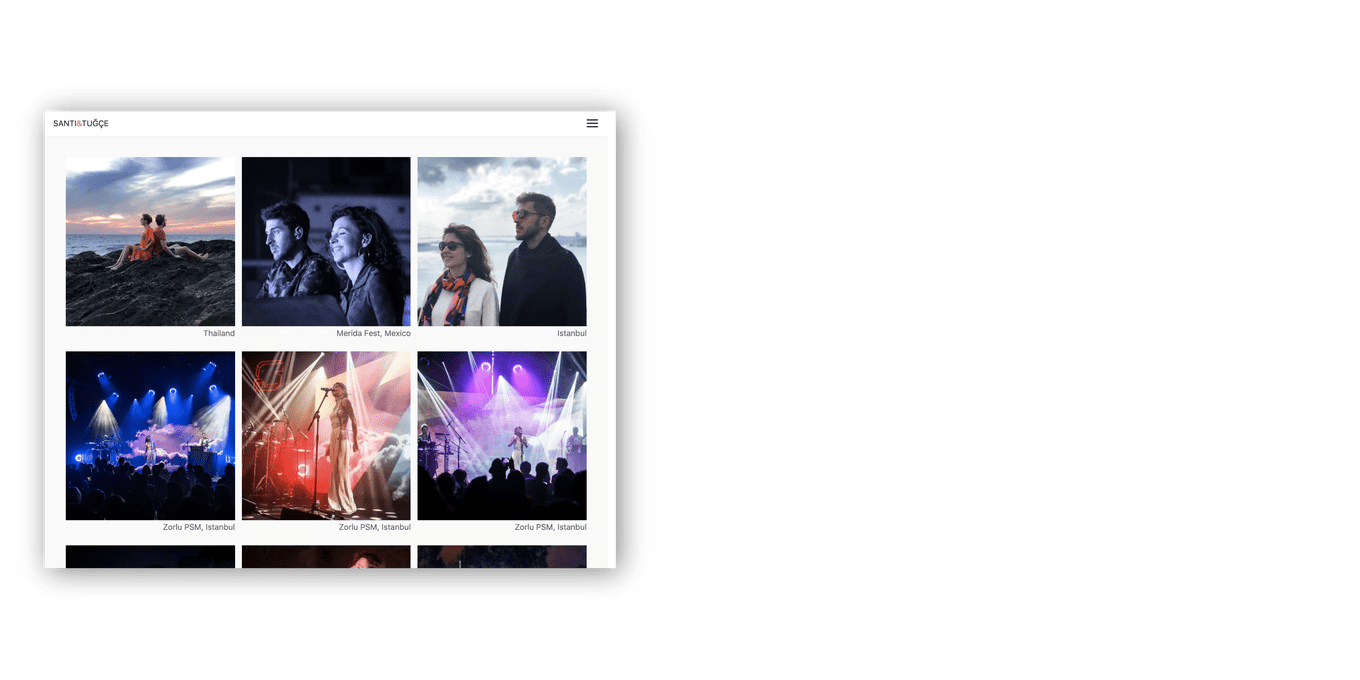 SANTI&TUĞÇE
Thailand
Merida Fest, Mexico
Istanbul
Zorlu PSM, Istanbul
Zorlu PSM, Istanbul
Zorlu PSM, Istanbul